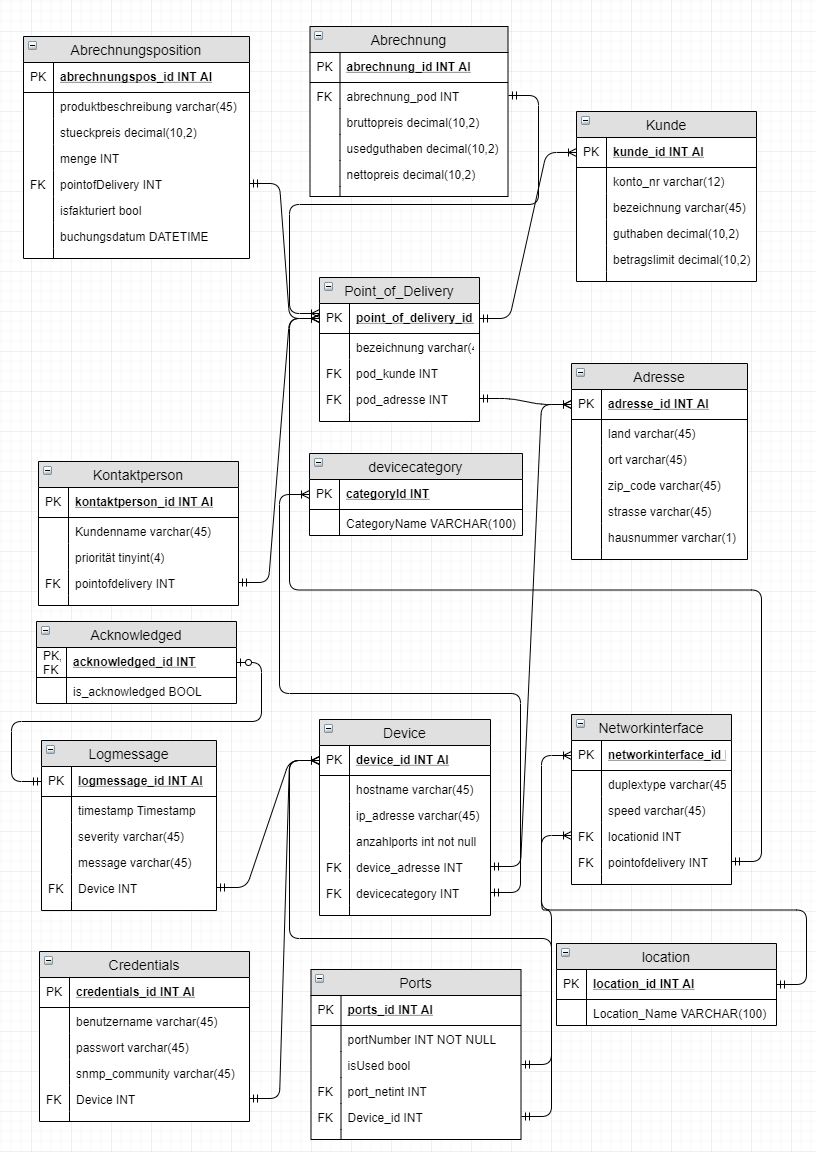 Abrechnungsposition
PK abrechnungspos_id INT AI
produktbeschreibung varchar(45)
stueckpreis decimal(10,2)
menge INT
FK pointofDelivery INT
isfakturiert bool
buchungsdatum DATETIME
Abrechnung
PK abrechnung_id INT AI
FK abrechnung_pod INT
bruttopreis decimal(10,2)
usedguthaben decimal(10,2)
nettopreis decimal(10,2)
Kunde
PK kunde_id INT AI
konto_nr varchar(12)
bezeichnung varchar(45)
guthaben decimal(10,2)
betragslimit decimal(10,2)
Point_of_Delivery
PK point_of_delivery_id
bezeichnung varchar(
FK pod_kunde INT
FK pod_adresse INT
Adresse
PK adresse_id INT AI
land varchar(45)
ort varchar(45)
zip_code varchar(45)
strasse varchar(45)
hausnummer varchar(1)
Kontaktperson
PK kontaktperson_id INT AI
Kundenname varchar(45)
priorität tinyint(4)
FK pointofdelivery INT
devicecategory
PK categoryId INT
CategoryName VARCHAR(100)
Acknowledged
PK, FK acknowledged_id INT
is_acknowledged BOOL
Logmessage
PK logmessage_id INT AI
timestamp Timestamp
severity varchar(45)
message varchar(45)
FK Device INT
Device
PK device_id INT AI
hostname varchar(45)
ip_adresse varchar(45)
anzahlports int not null
FK device_adresse INT
FK devicecategory INT
Networkinterface
PK networkinterface_id
duplextype varchar(45
speed varchar(45)
FK locationid INT
FK pointofdelivery INT
Credentials
PK credentials_id INT AI
benutzername varchar(45)
passwort varchar(45)
snmp_community varchar(45)
FK Device INT
Ports
PK ports_id INT AI
portNumber INT NOT NULL
isUsed bool
FK port_netint INT
FK Device_id INT
location
PK location_id INT AI
Location_Name VARCHAR(100)